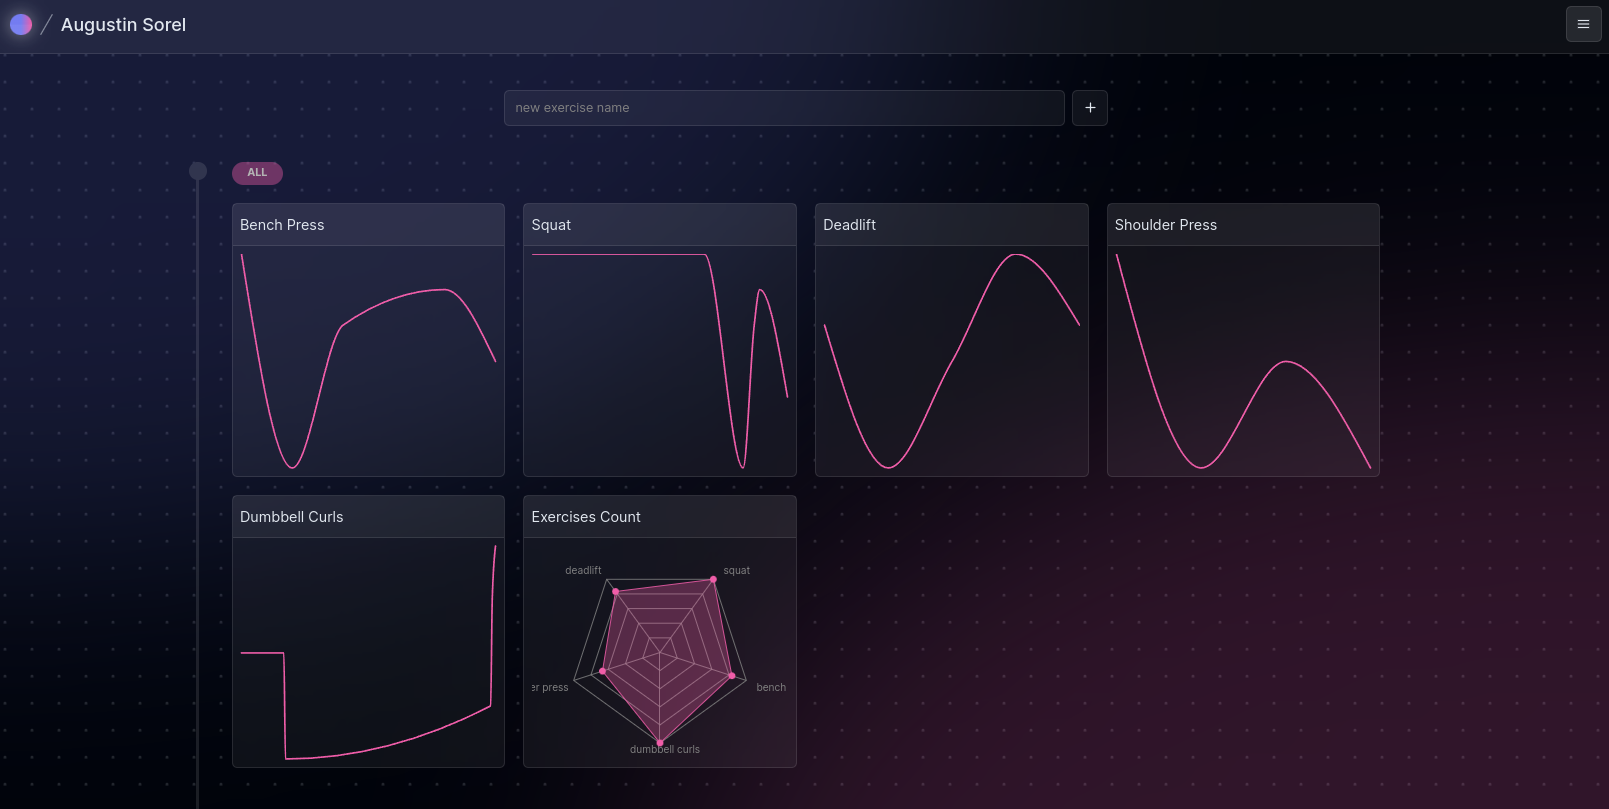 Augustin Sorel
new exercise name
ALL
Bench Press
Squat
Deadlift
Shoulder Press
Dumbbell Curls
Exercises Count
deadlift
squat
er press
bench
dumbbell curls